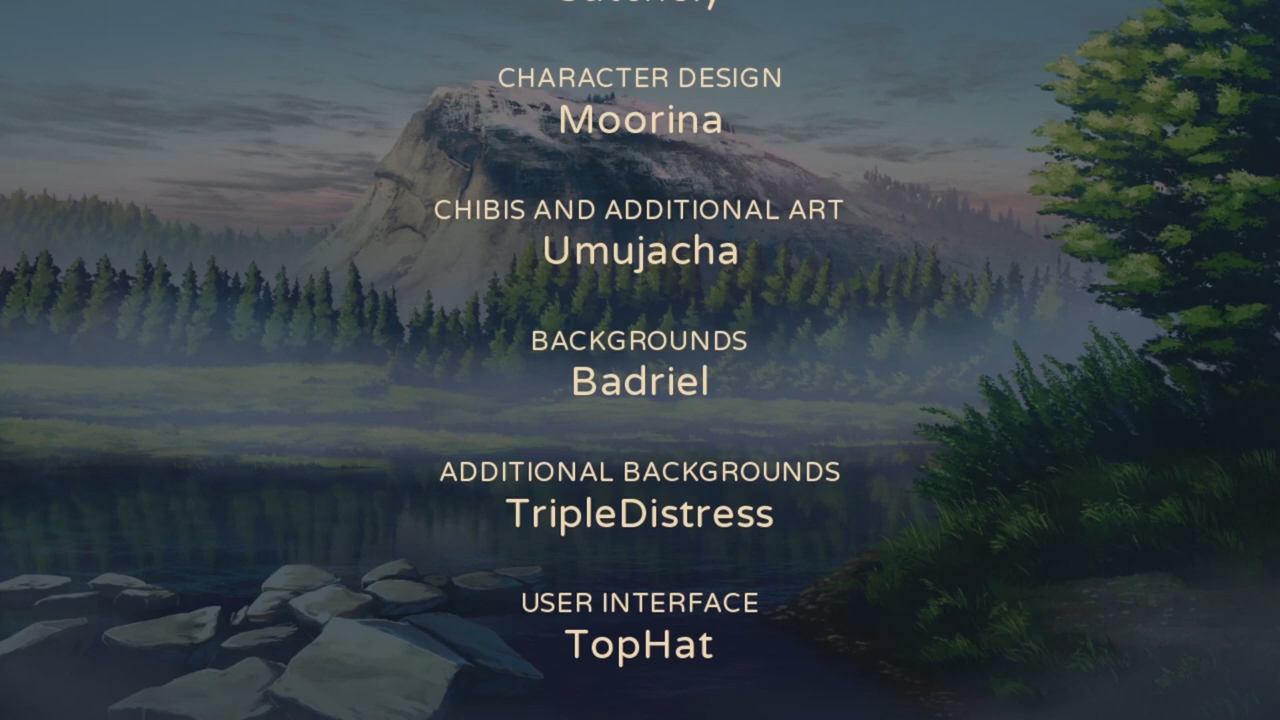 CHARACTER DESIGN
Moorina
CHIBIS AND ADDITIONAL ART
Umujacha
BACKGROUNDS
Badriel
ADDITIONAL BACKGROUNDS
TripleDistress
USER INTERFACE
TopHat